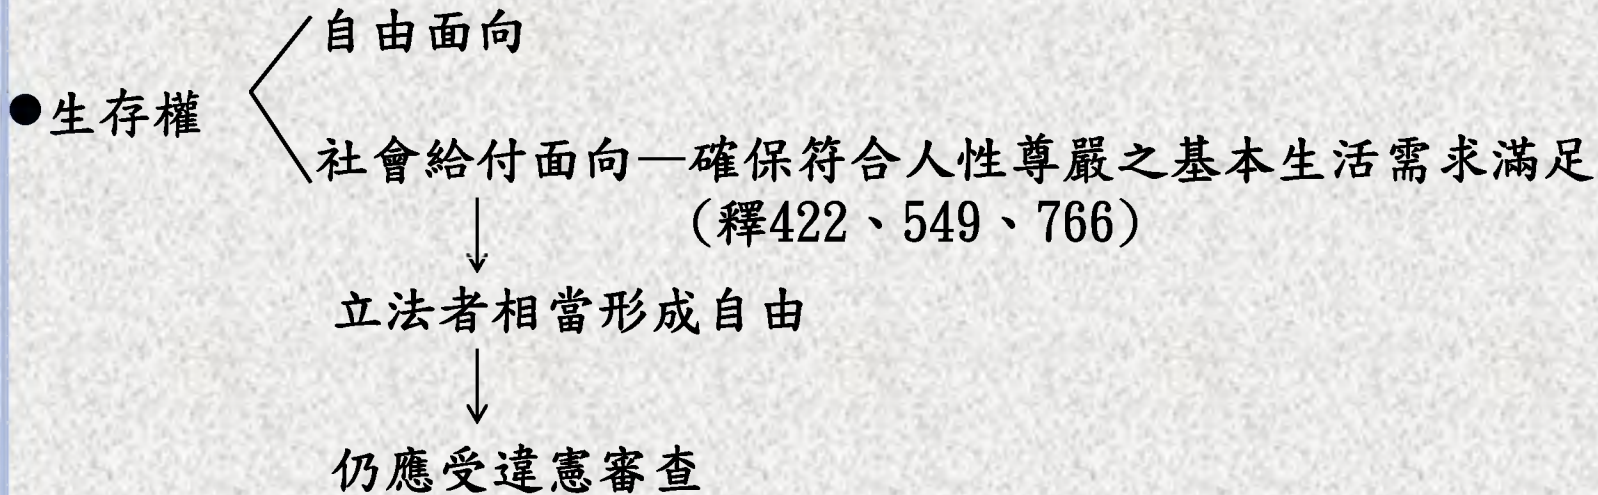 自由面向
●生存權
社會給付面向—確保符合人性尊嚴之基本生活需求滿足
(釋422、549、766)
立法者相當形成自由
仍應受違憲審查